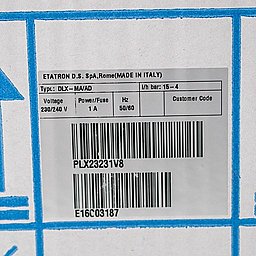 ETATRON D.S. SpA,Rome(MADE IN ITALY)
Type: DLX-MA/AD l/h bar: 15-4
Voltage Power/Fuse Hz Customer Code
230/240 V 1 A 50/60
PLX23231V8
E16C03187